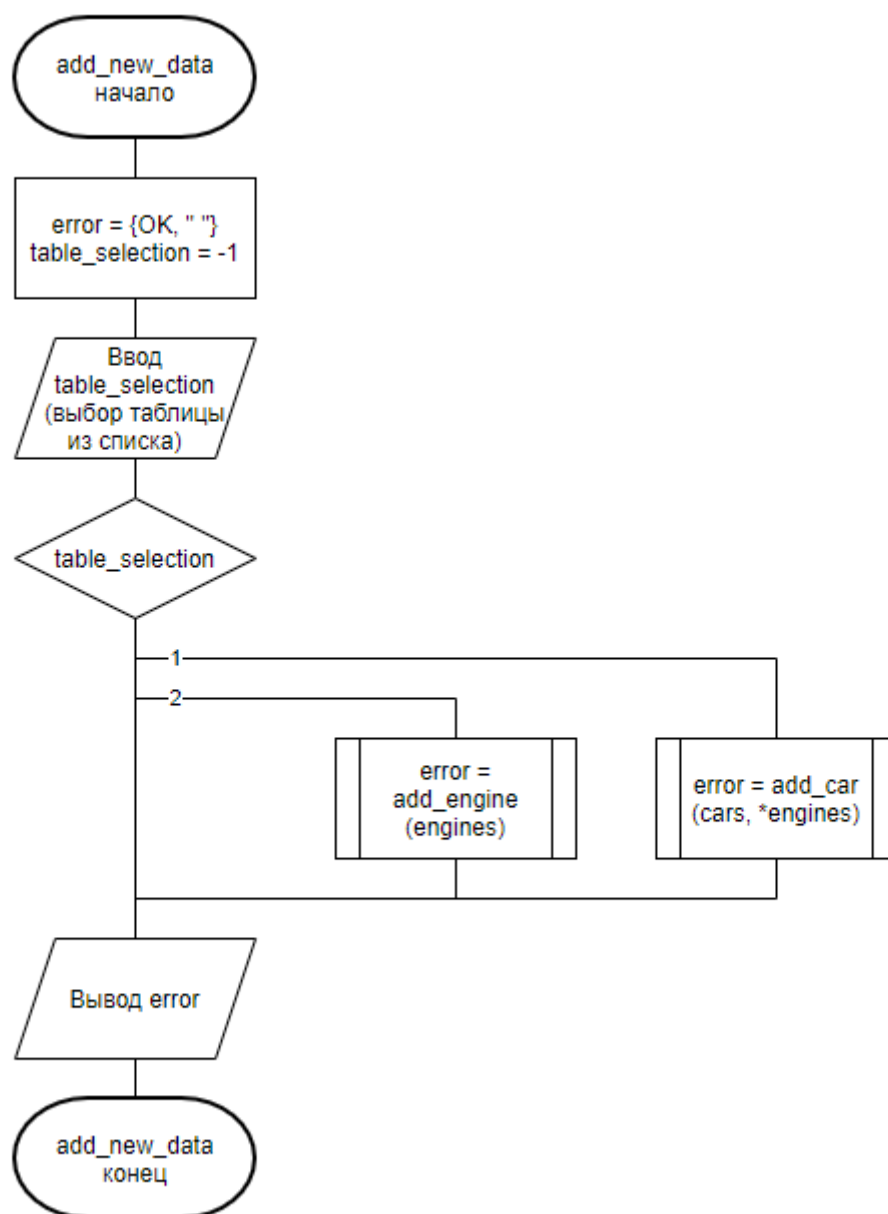 add_new_data
начало
error = {OK, " "}
table_selection = -1
Ввод
table_selection
(выбор таблицы
из списка)
table_selection
1
2
error =
add_engine
(engines)
error = add_car
(cars, *engines)
Вывод error
add_new_data
конец